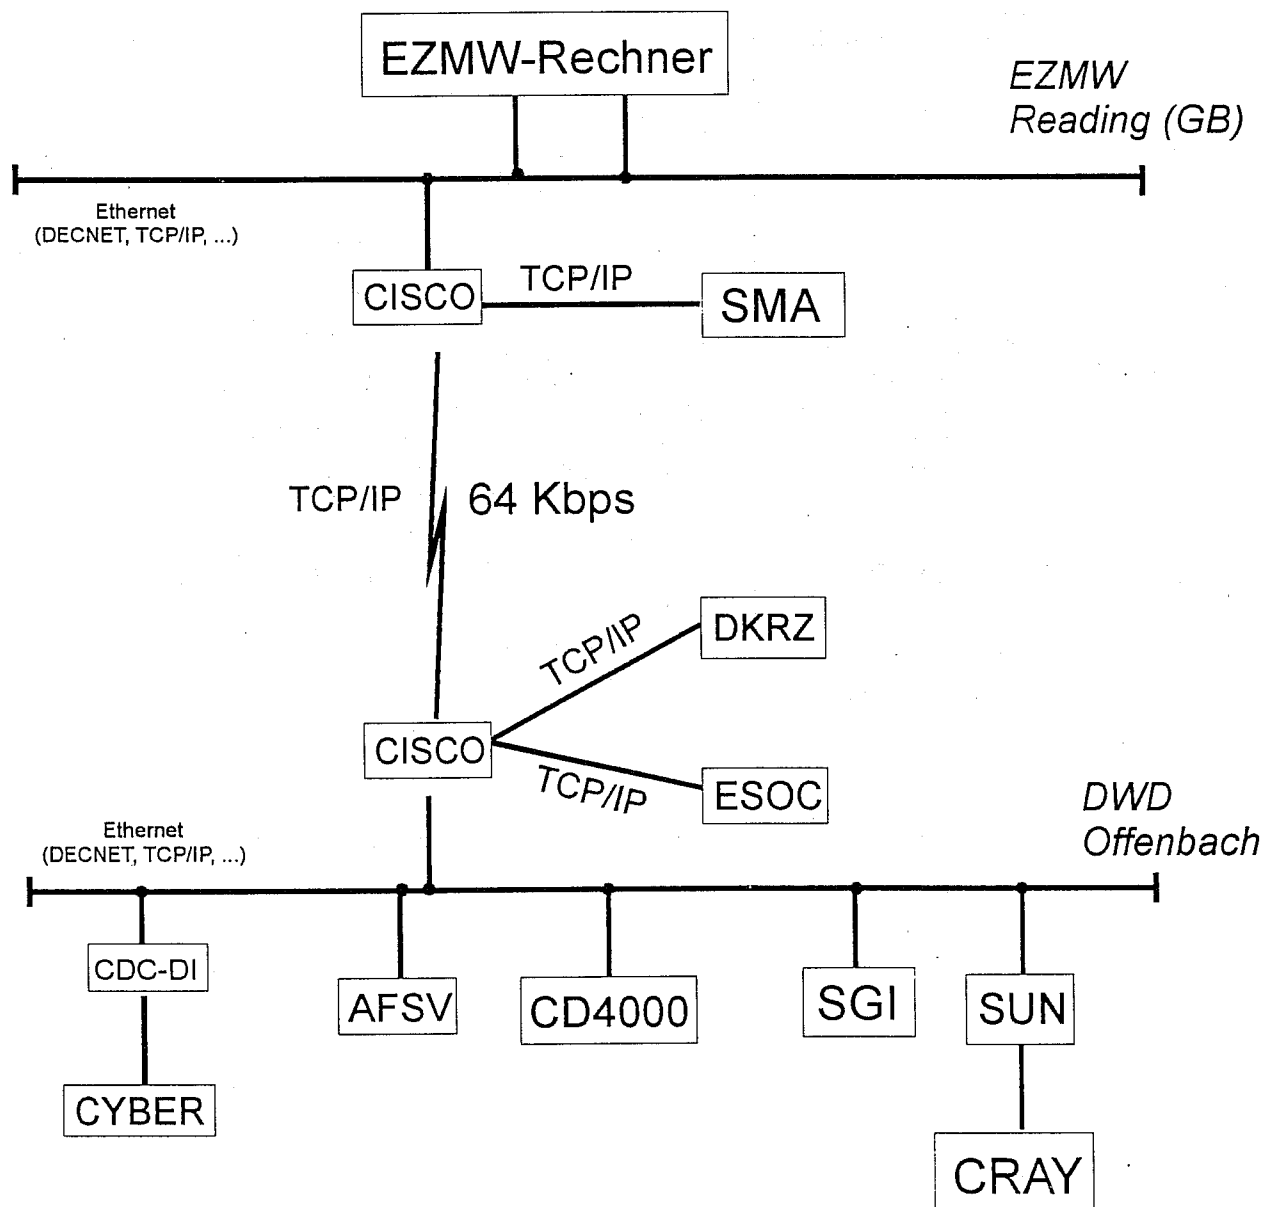 EZMW-Rechner
EZMW
Reading (GB)
Ethernet
(DECNET, TCP/IP, ...)
CISCO
TCP/IP
SMA
TCP/IP
64 Kbps
TCP/IP
DKRZ
CISCO
TCP/IP
ESOC
DWD
Offenbach
Ethernet
(DECNET, TCP/IP, ...)
CDC-DI
AFSV
CD4000
SGI
SUN
CYBER
CRAY